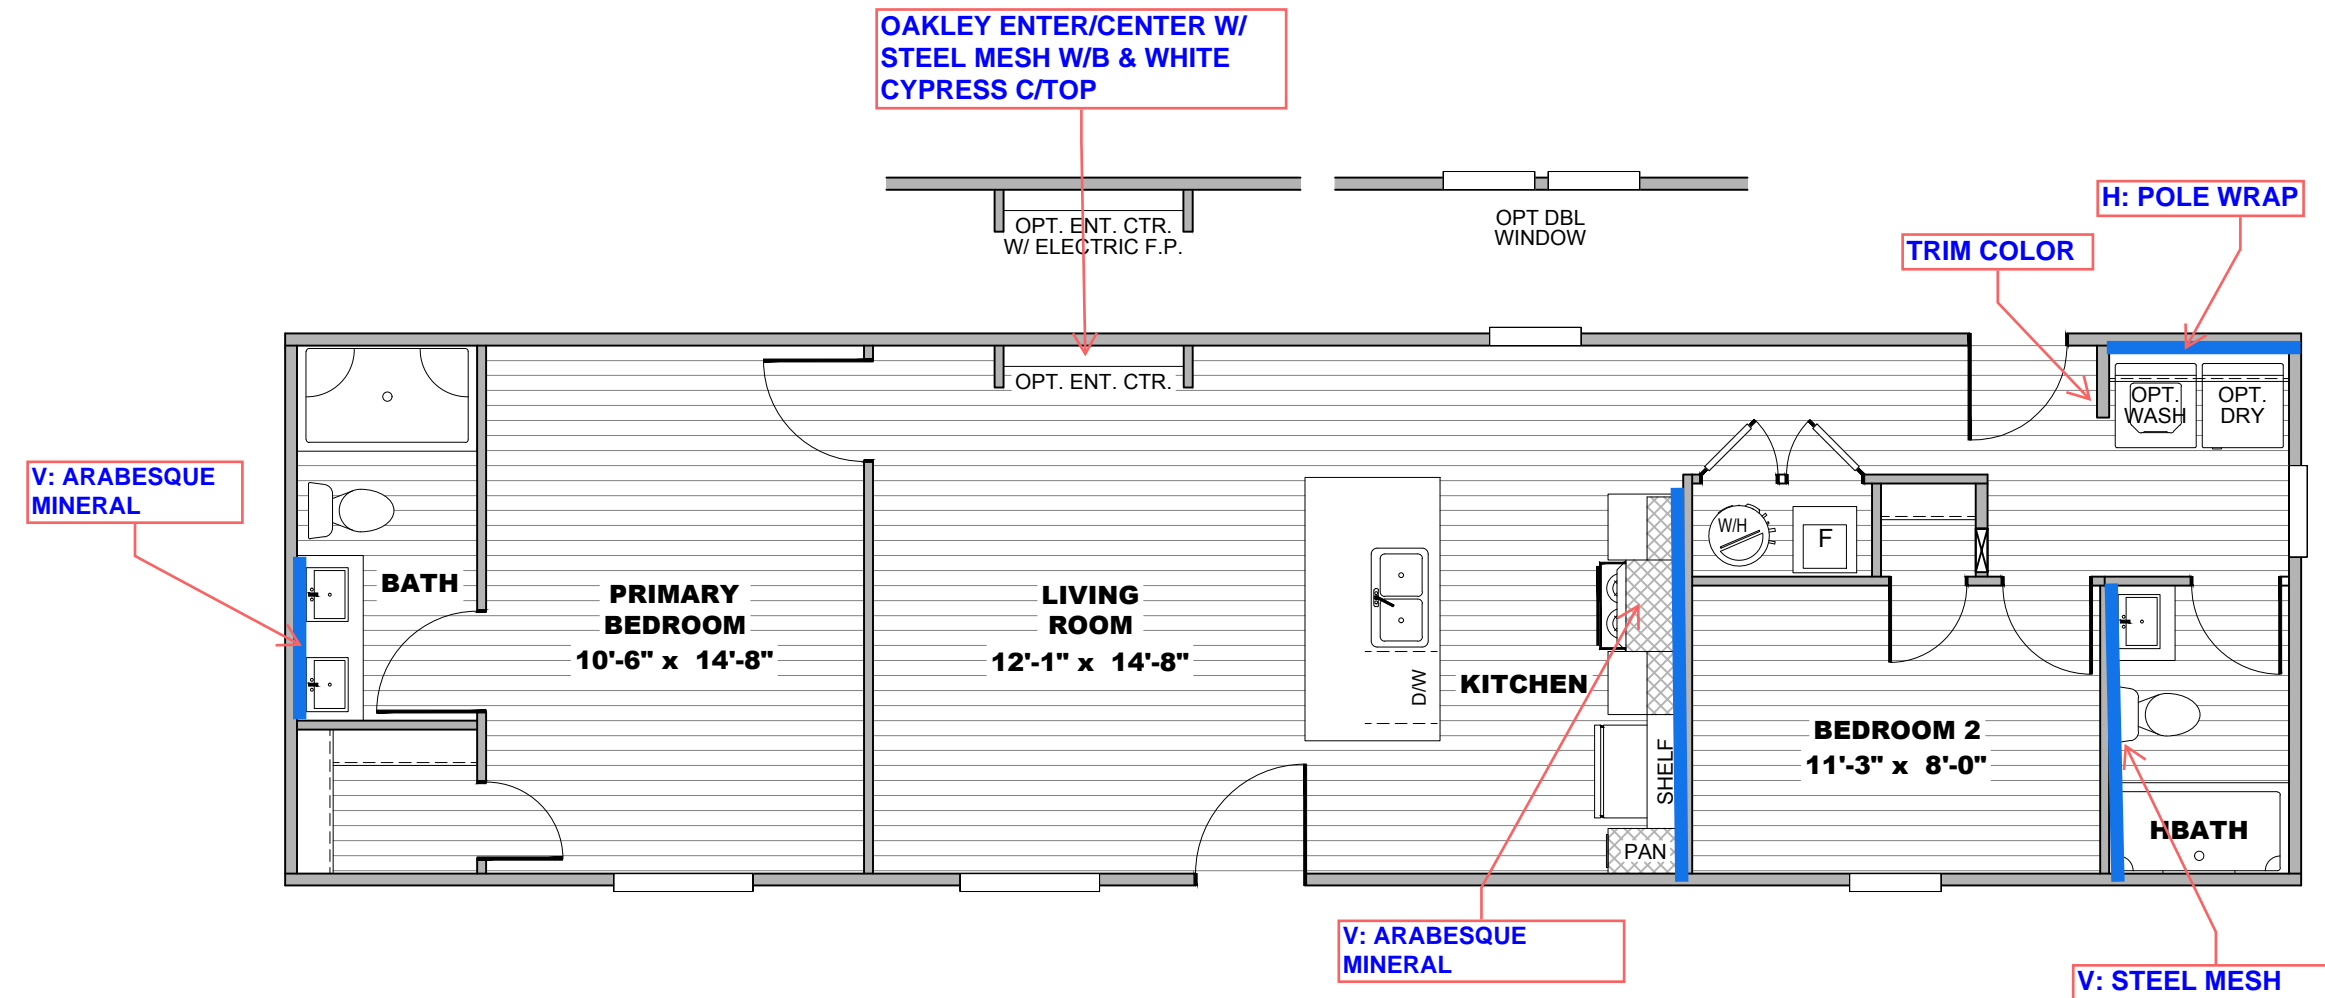 OAKLEY ENTER/CENTER W/
STEEL MESH W/B & WHITE
CYPRESS C/TOP
H: POLE WRAP
OPT. ENT. CTR.
W/ ELECTRIC F.P.
OPT DBL
WINDOW
TRIM COLOR
OPT. ENT. CTR.
OPT.
WASH
OPT.
DRY
V: ARABESQUE
MINERAL
W/H
F
BATH
PRIMARY
BEDROOM
10'-6" x 14'-8"
LIVING
ROOM
12'-1" x 14'-8"
D/W
KITCHEN
SHELF
PAN
BEDROOM 2
11'-3" x 8'-0"
HBATH
V: ARABESQUE
MINERAL
V: STEEL MESH